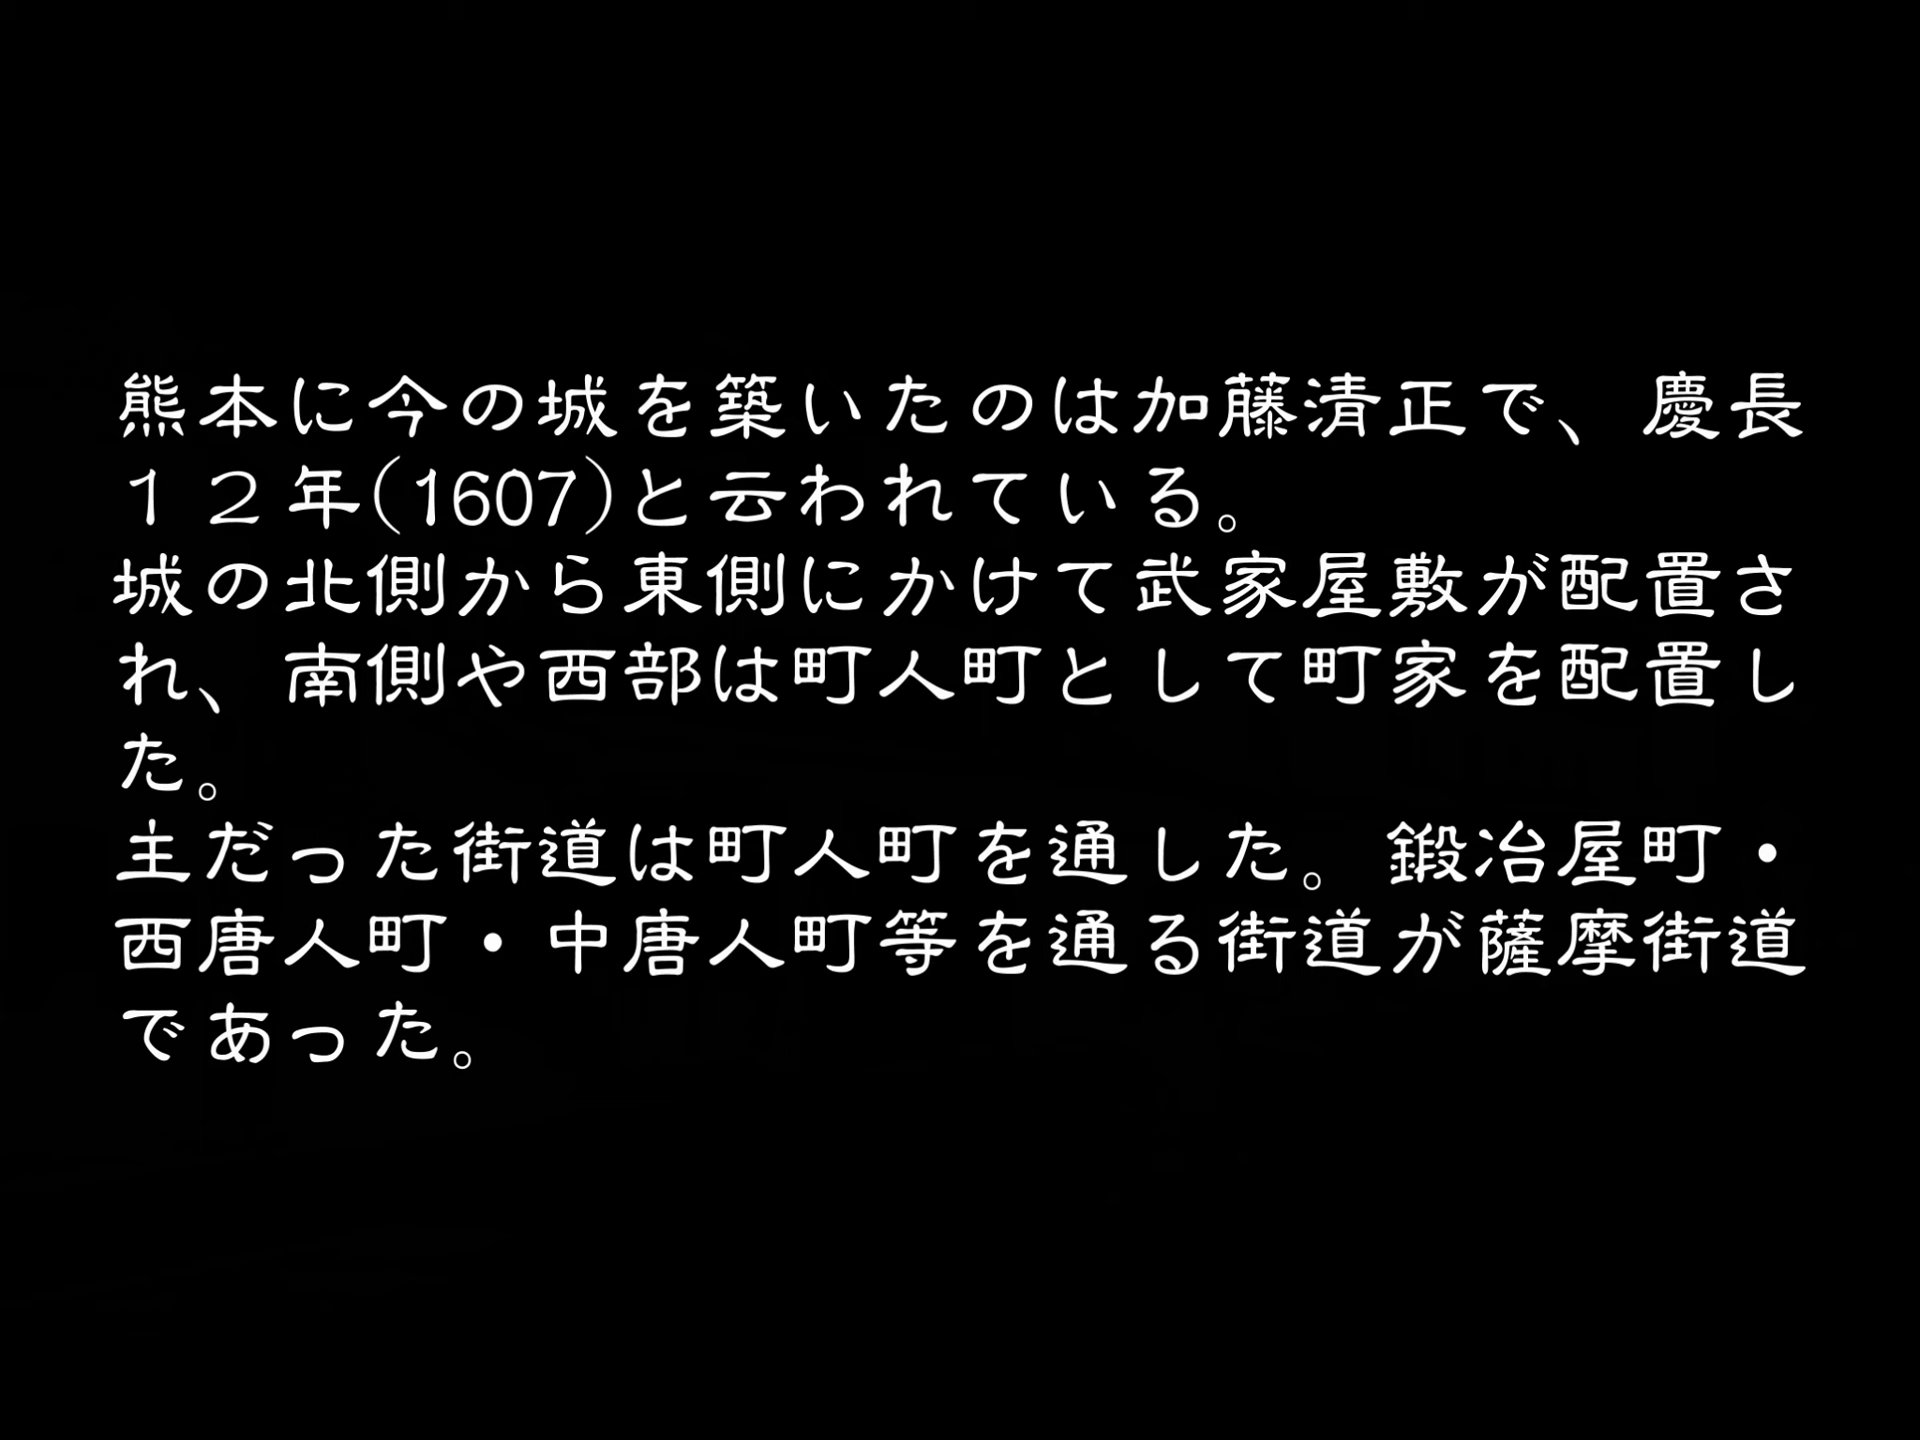 熊本に今の城を築いたのは加藤清正で、慶長
１２年(1607)と云われている。
城の北側から東側にかけて武家屋敷が配置さ
れ、南側や西部は町人町として町家を配置し
た。
主だった街道は町人町を通した。鍛冶屋町・
西唐人町・中唐人町等を通る街道が薩摩街道
であった。